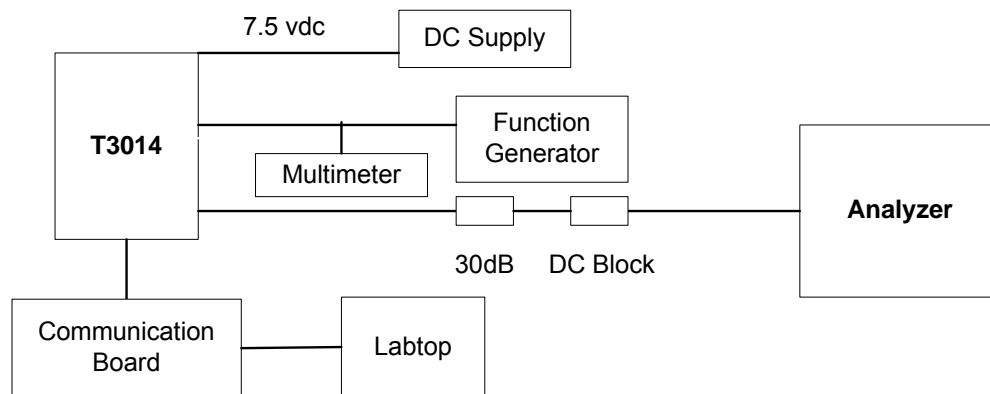 7.5 vdc
DC Supply
T3014
Function
Generator
Multimeter
Analyzer
30dB
DC Block
Communication
Board
Labtop